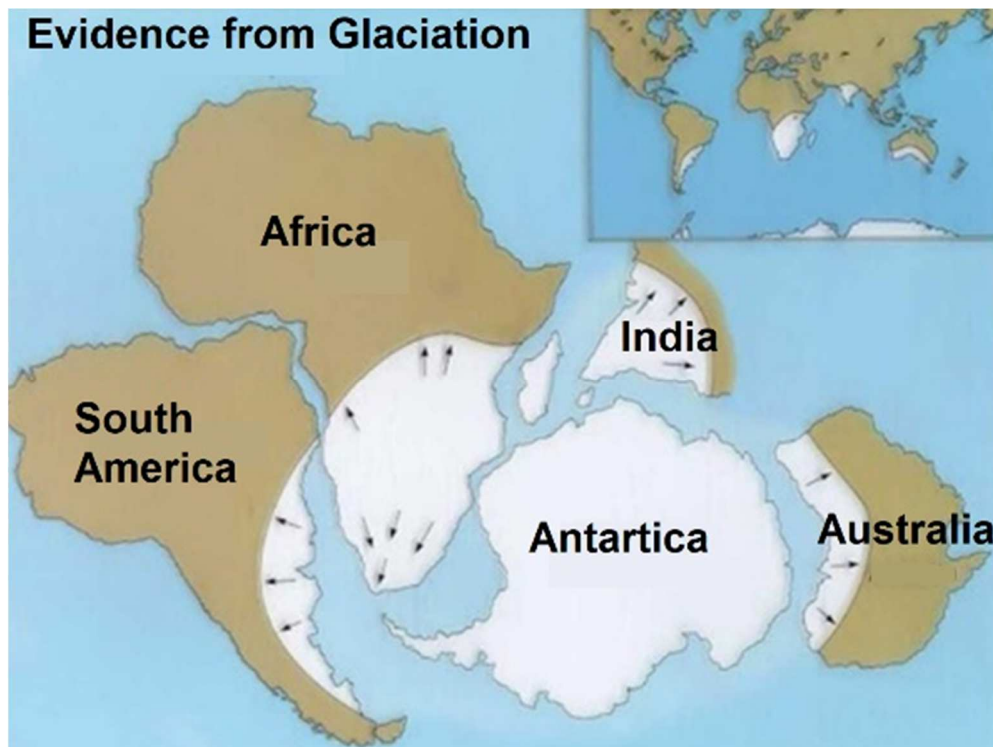 Evidence from Glaciation
Africa
India
South
America
Antartica
Australia